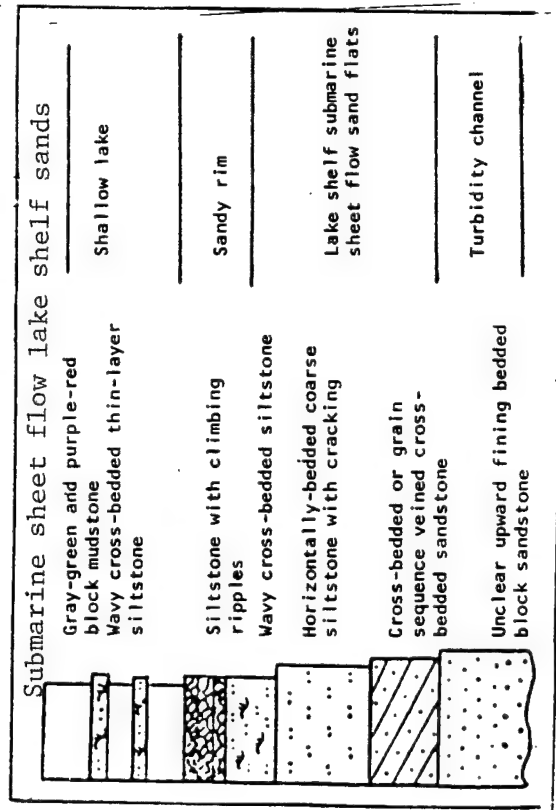 Submarine sheet flow lake shelf sands
Gray-green and purple-red
block mudstone
Wavy cross-bedded thin-layer
siltstone
Shallow lake
Siltstone with climbing
ripples
Sandy rim
Wavy cross-bedded siltstone
Horizontally-bedded coarse
siltstone with cracking
Lake shelf submarine
sheet flow sand flats
Cross-bedded or grain
sequence veined cross-
bedded sandstone
Unclear upward fining bedded
block sandstone
Turbidity channel